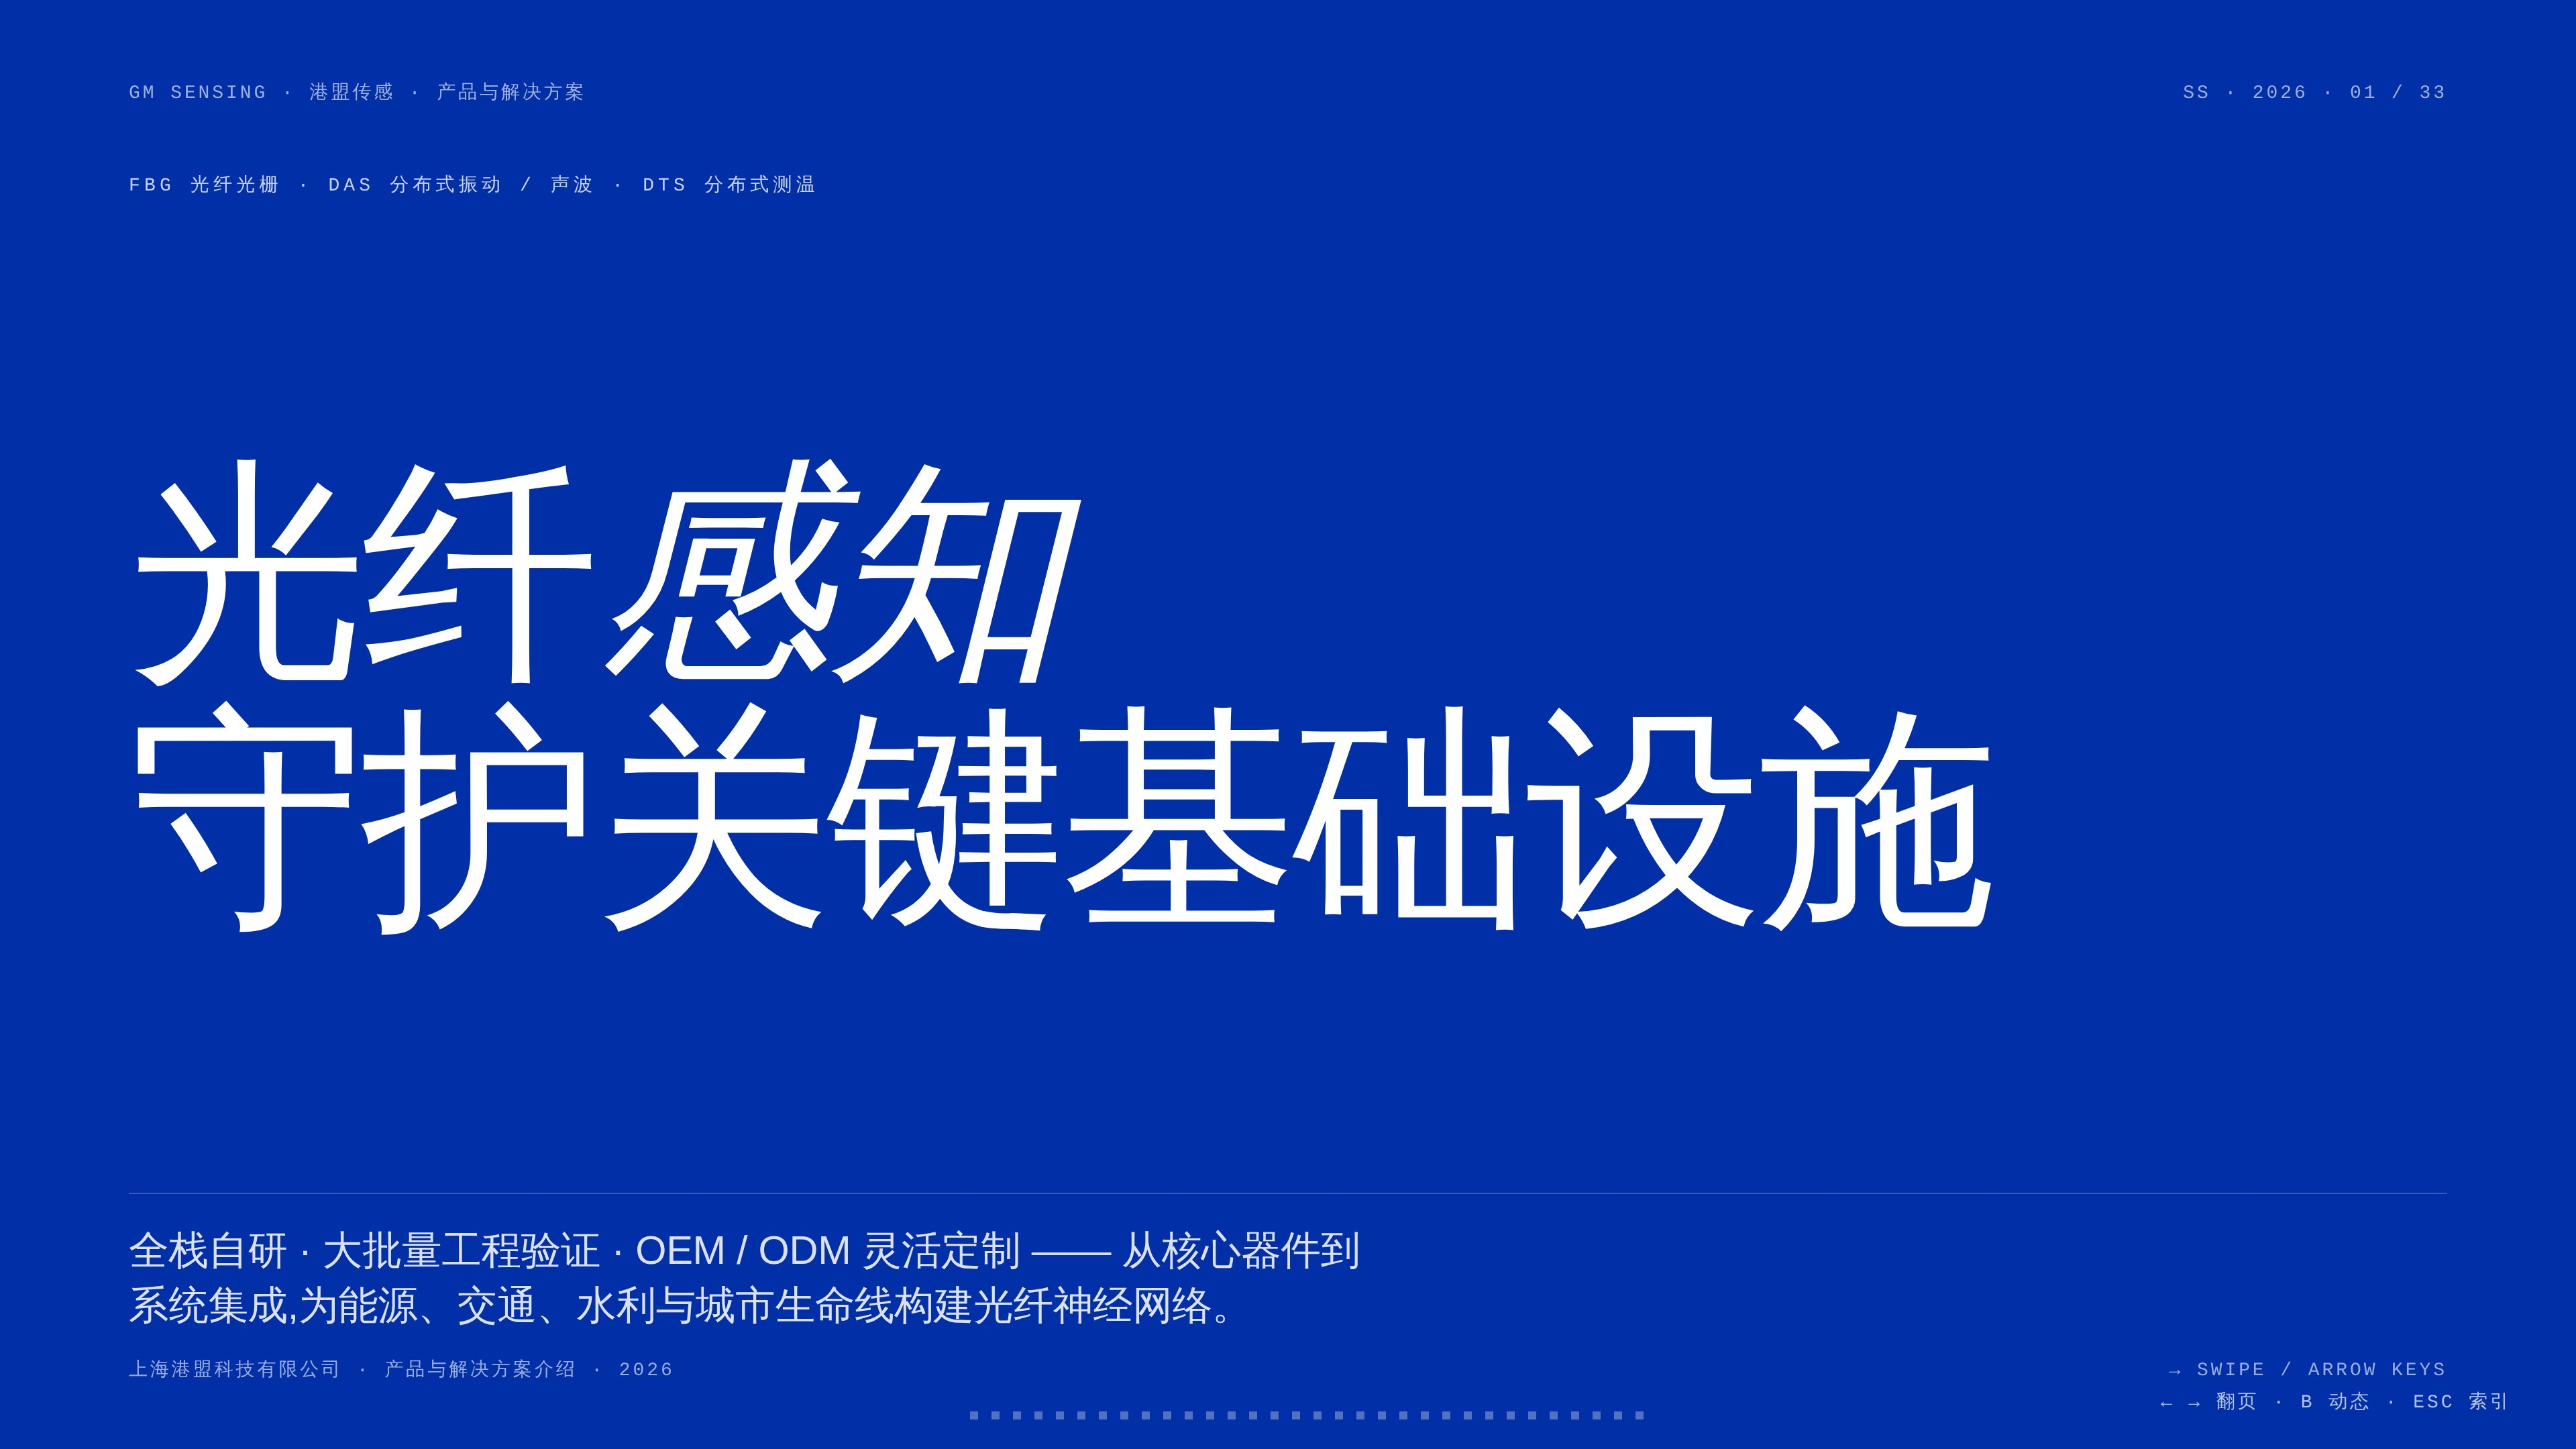 GM SENSING · 港盟传感 · 产品与解决方案
SS · 2026 · 01 / 33
FBG 光纤光栅 · DAS 分布式振动 / 声波 · DTS 分布式测温
光纤感知
守护关键基础设施
全栈自研 · 大批量工程验证 · OEM / ODM 灵活定制 —— 从核心器件到
系统集成,为能源、交通、水利与城市生命线构建光纤神经网络。
上海港盟科技有限公司 · 产品与解决方案介绍 · 2026
→ SWIPE / ARROW KEYS
← → 翻页 · B 动态 · ESC 索引